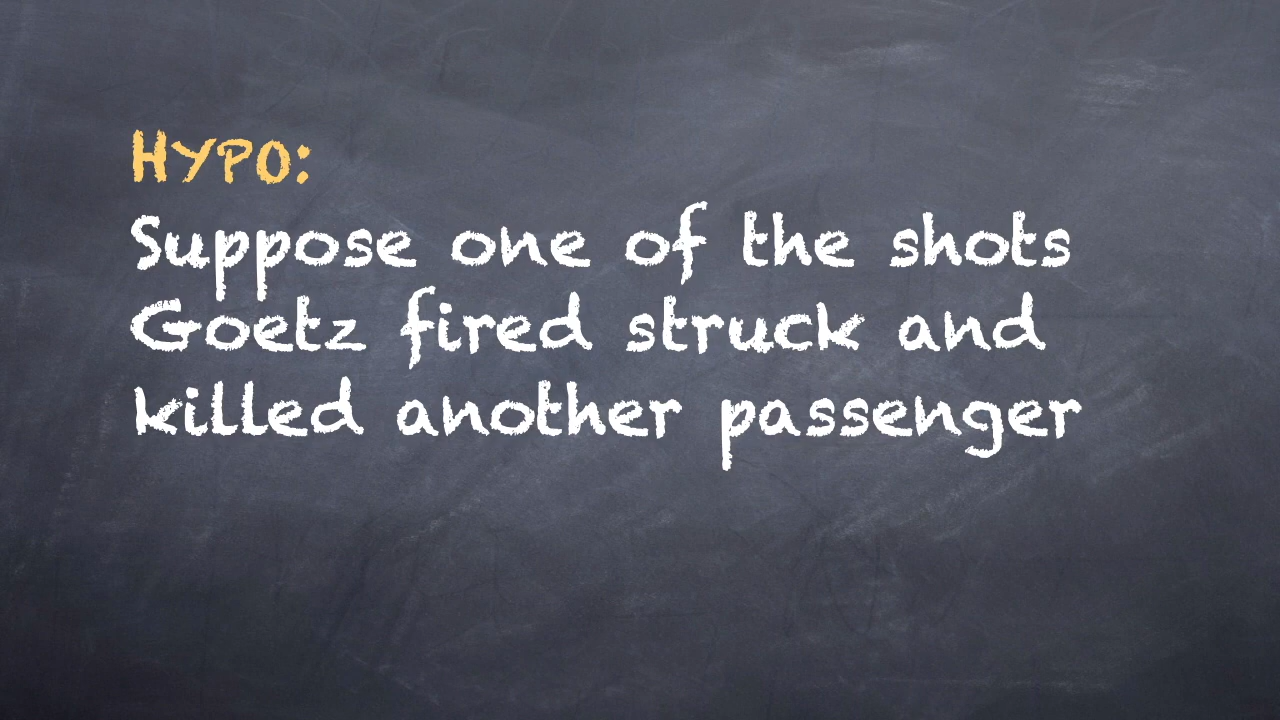 HYPO:
Suppose one of the shots
Goetz fired struck and
killed another passenger